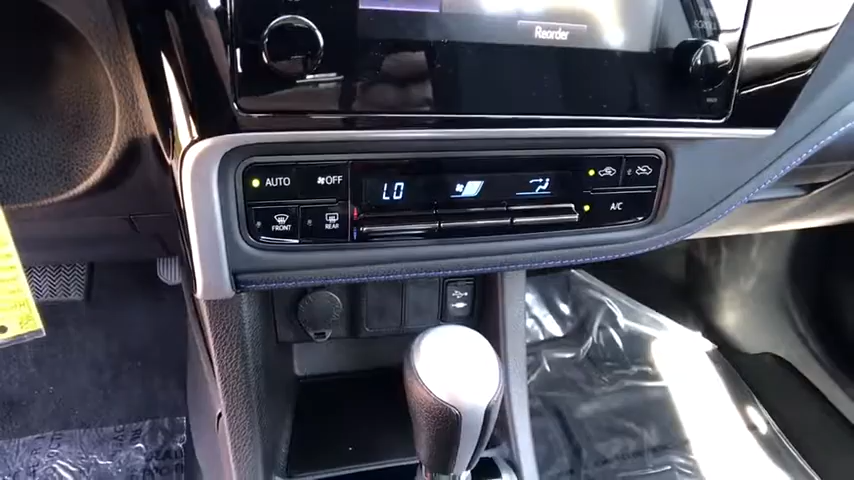 Reorder
AUTO
OFF
LO
A/C
FRONT
REAR